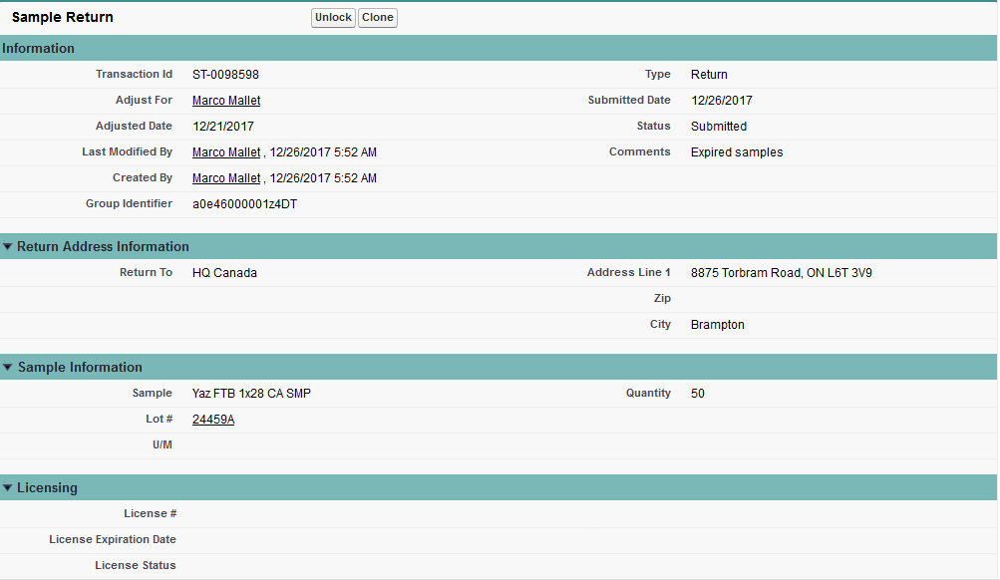 Sample Return Unlock Clone
Information
Transaction Id ST-0098598 Type Return
Adjust For Marco Mallet Submitted Date 12/26/2017
Adjusted Date 12/21/2017 Status Submitted
Last Modified By Marco Mallet , 12/26/2017 5:52 AM Comments Expired samples
Created By Marco Mallet , 12/26/2017 5:52 AM
Group Identifier a0e46000001z4DT
Return Address Information
Return To HQ Canada Address Line 1 8875 Torbram Road, ON L6T 3V9
Zip
City Brampton
Sample Information
Sample Yaz FTB 1x28 CA SMP Quantity 50
Lot # 24459A
U/M
Licensing
License #
License Expiration Date
License Status